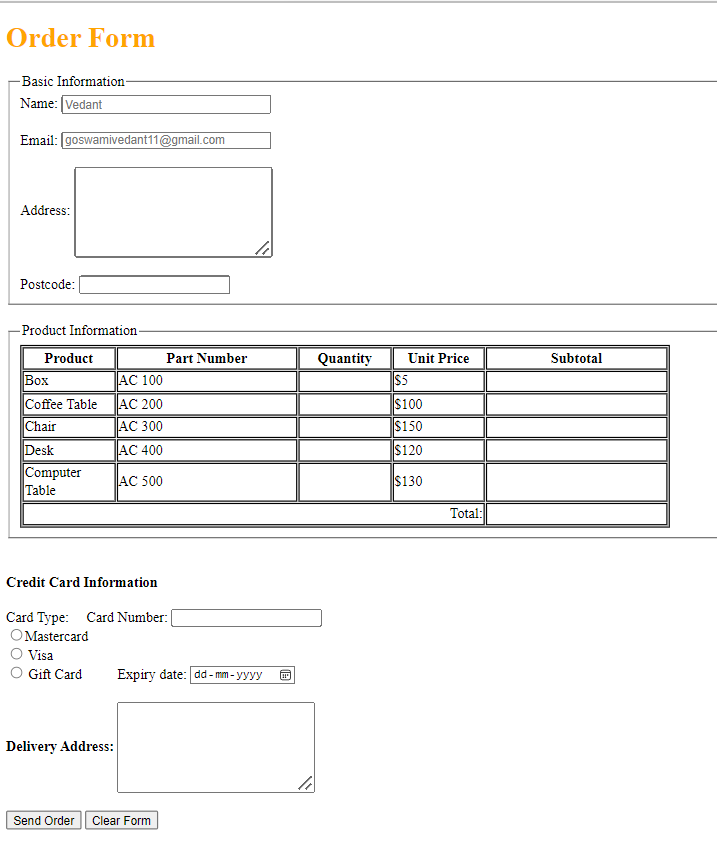 Order Form
Basic Information
Name: Vedant
Email: goswamivedant11@gmail.com
Address:
Postcode:
Product Information
Product Part Number Quantity Unit Price Subtotal
Box AC 100 $5
Coffee Table AC 200 $100
Chair AC 300 $150
Desk AC 400 $120
Computer Table AC 500 $130
Total:
Credit Card Information
Card Type: Card Number:
Mastercard
Visa
Gift Card Expiry date: dd-mm-yyyy
Delivery Address:
Send Order Clear Form